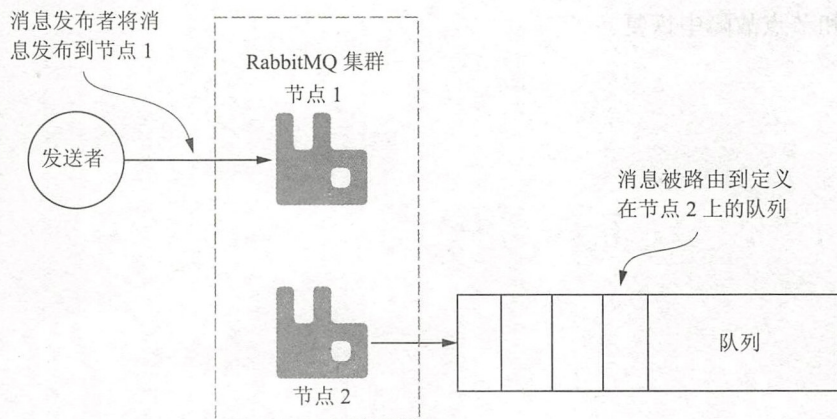 消息发布者将消
息发布到节点 1
RabbitMQ 集群
节点 1
发送者
消息被路由到定义
在节点 2 上的队列
队列
节点 2